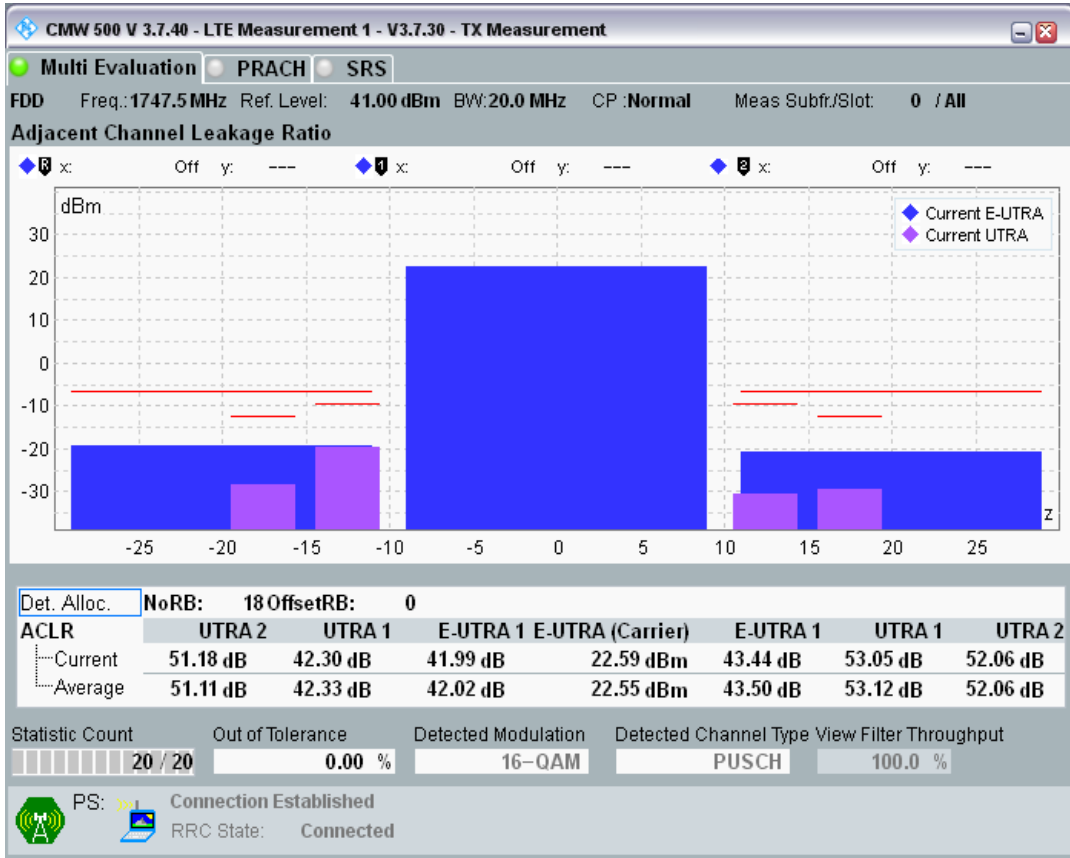 CMW 500 V 3.7.40 - LTE Measurement 1 - V3.7.30 - TX Measurement
Multi Evaluation PRACH SRS
FDD Freq.:1747.5 MHz Ref. Level: 41.00 dBm BW:20.0 MHz CP :Normal Meas Subfr./Slot: 0 / All
Adjacent Channel Leakage Ratio
R x: Off y: --- 1 x: Off y: --- 2 x: Off y: ---
dBm
Current E-UTRA
Current UTRA
30
20
10
0
-10
-20
-30
z
-25 -20 -15 -10 -5 0 5 10 15 20 25
Det. Alloc. NoRB: 18 OffsetRB: 0
ACLR UTRA 2 UTRA 1 E-UTRA 1 E-UTRA (Carrier) E-UTRA 1 UTRA 1 UTRA 2
Current 51.18 dB 42.30 dB 41.99 dB 22.59 dBm 43.44 dB 53.05 dB 52.06 dB
Average 51.11 dB 42.33 dB 42.02 dB 22.55 dBm 43.50 dB 53.12 dB 52.06 dB
Statistic Count Out of Tolerance Detected Modulation Detected Channel Type View Filter Throughput
20 / 20 0.00 % 16-QAM PUSCH 100.0 %
PS: Connection Established
RRC State: Connected